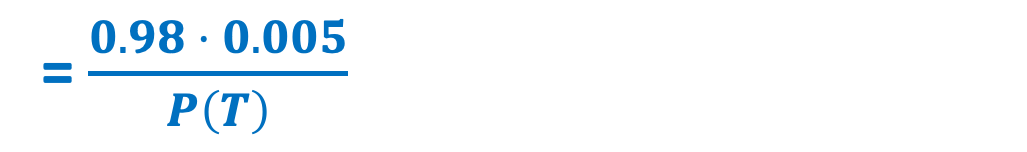 = 0.98 · 0.005
P(T)